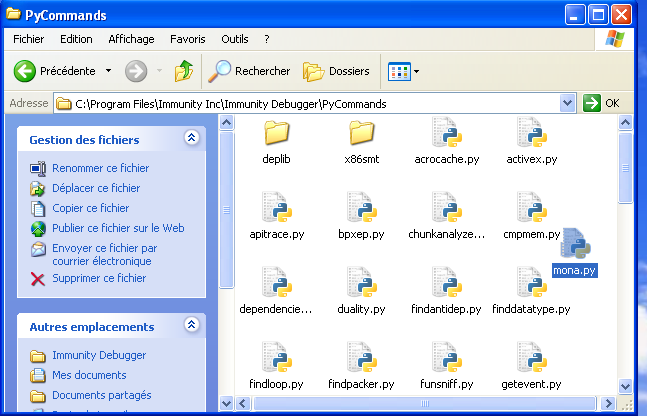 PyCommands
Fichier Edition Affichage Favoris Outils ?
Précédente Rechercher Dossiers
Adresse C:\Program Files\Immunity Inc\Immunity Debugger\PyCommands OK
Gestion des fichiers
Renommer ce fichier
Déplacer ce fichier
Copier ce fichier
Publier ce fichier sur le Web
Envoyer ce fichier par
courrier électronique
Supprimer ce fichier
Autres emplacements
Immunity Debugger
Mes documents
Documents partagés
deplib x86smt acrocache.py activex.py
apitrace.py bpxep.py chunkanalyze... cmpmem.py
mona.py
dependencie... duality.py findantidep.py finddatatype.py
findloop.py findpacker.py funsniff.py getevent.py